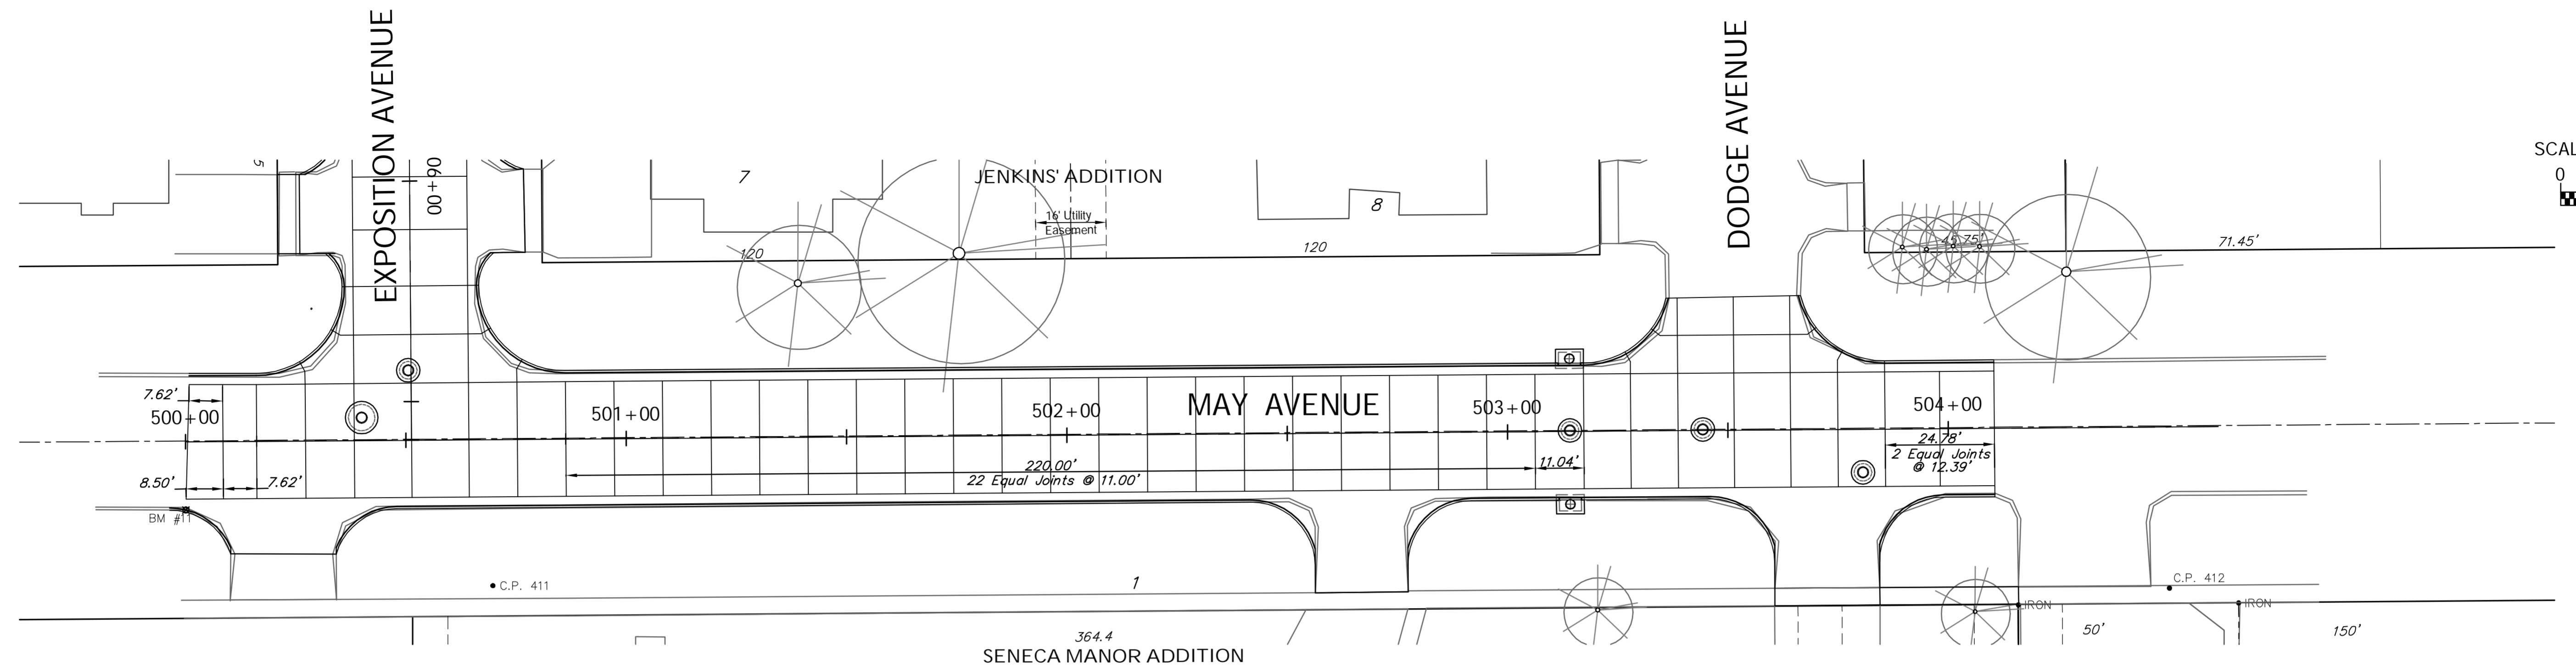 EXPOSITION AVENUE
DODGE AVENUE
SCAL
0
5
00+90
7
JENKINS' ADDITION
8
16' Utility
Easement
120
120
71.45'
7.62'
500+00
501+00
502+00
MAY AVENUE
503+00
504+00
24.78'
2 Equal Joints
@ 12.39'
220.00'
11.04'
22 Equal Joints @ 11.00'
8.50'
7.62'
BM #11
C.P. 411
1
C.P. 412
IRON
IRON
364.4
50'
150'
SENECA MANOR ADDITION